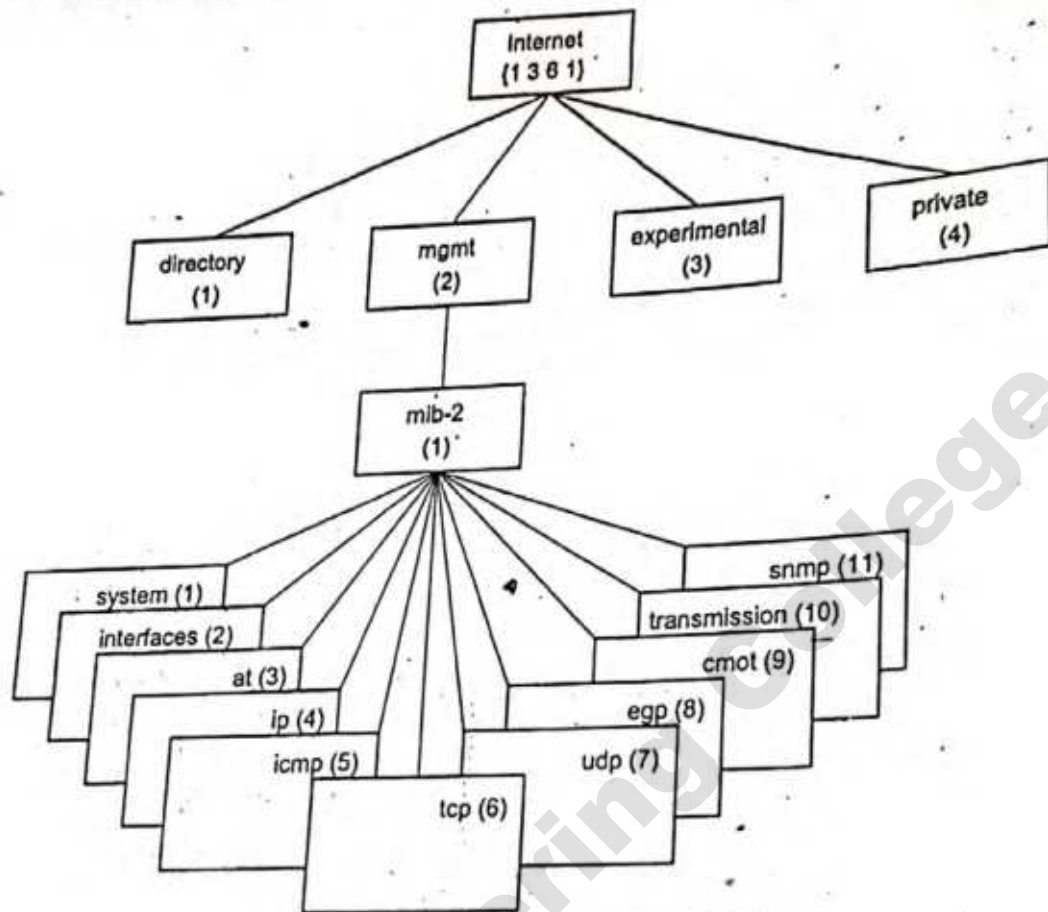 Internet
{1 3 6 1}
directory
(1)
mgmt
(2)
experimental
(3)
private
(4)
mib-2
(1)
system (1)
interfaces (2)
at (3)
ip (4)
icmp (5)
tcp (6)
udp (7)
egp (8)
cmot (9)
transmission (10)
snmp (11)
ering College